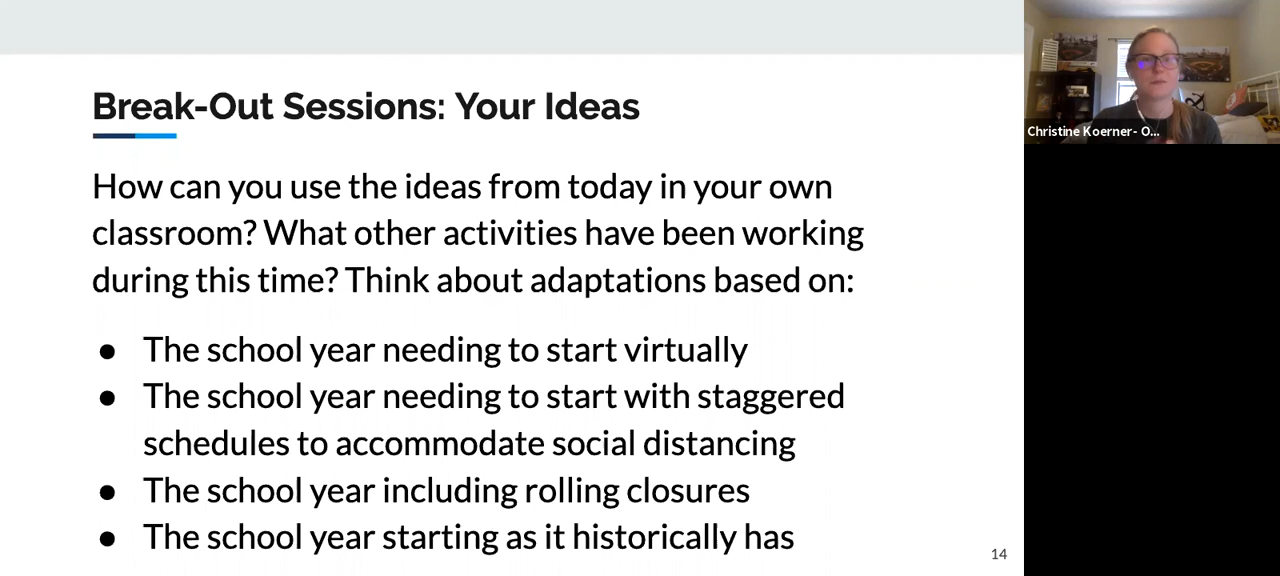 Break-Out Sessions: Your Ideas
How can you use the ideas from today in your own
classroom? What other activities have been working
during this time? Think about adaptations based on:
● The school year needing to start virtually
● The school year needing to start with staggered
schedules to accommodate social distancing
● The school year including rolling closures
● The school year starting as it historically has
14
Christine Koerner- O...